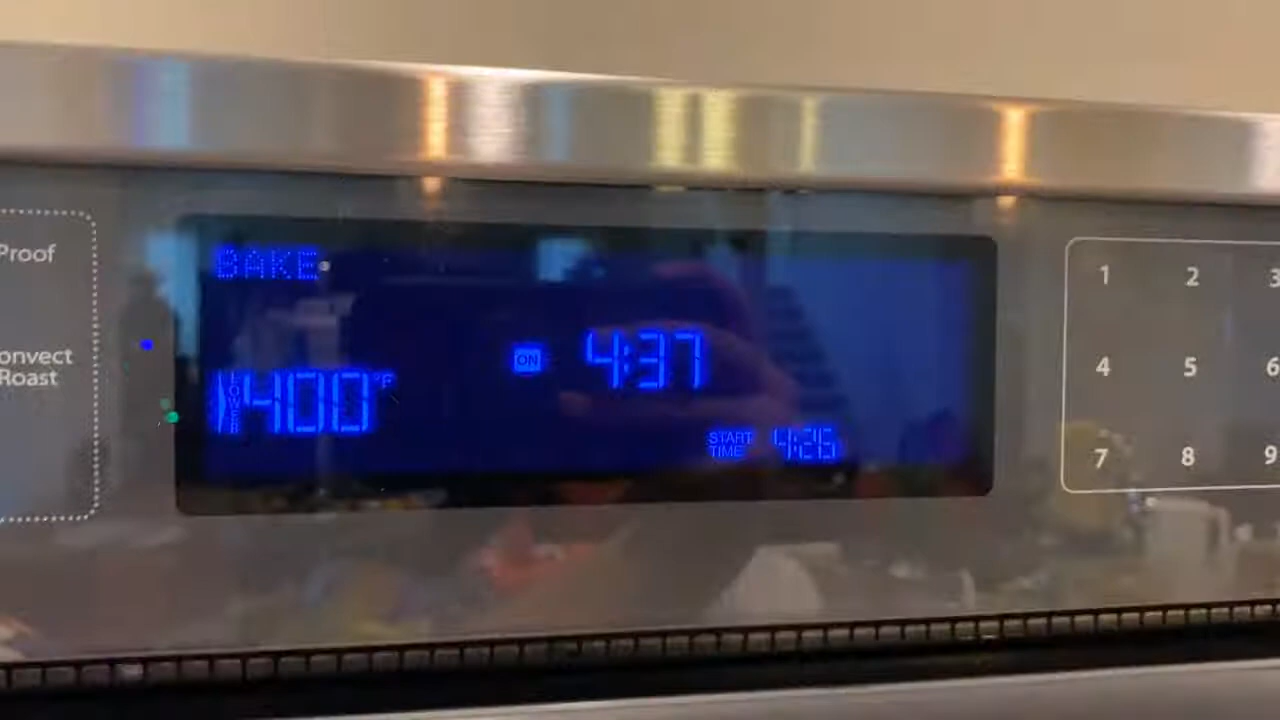 Proof
onvect
Roast
BAKE
LOWER 400°F
ON 4:37
START TIME 4:25
1 2 3
4 5 6
7 8 9